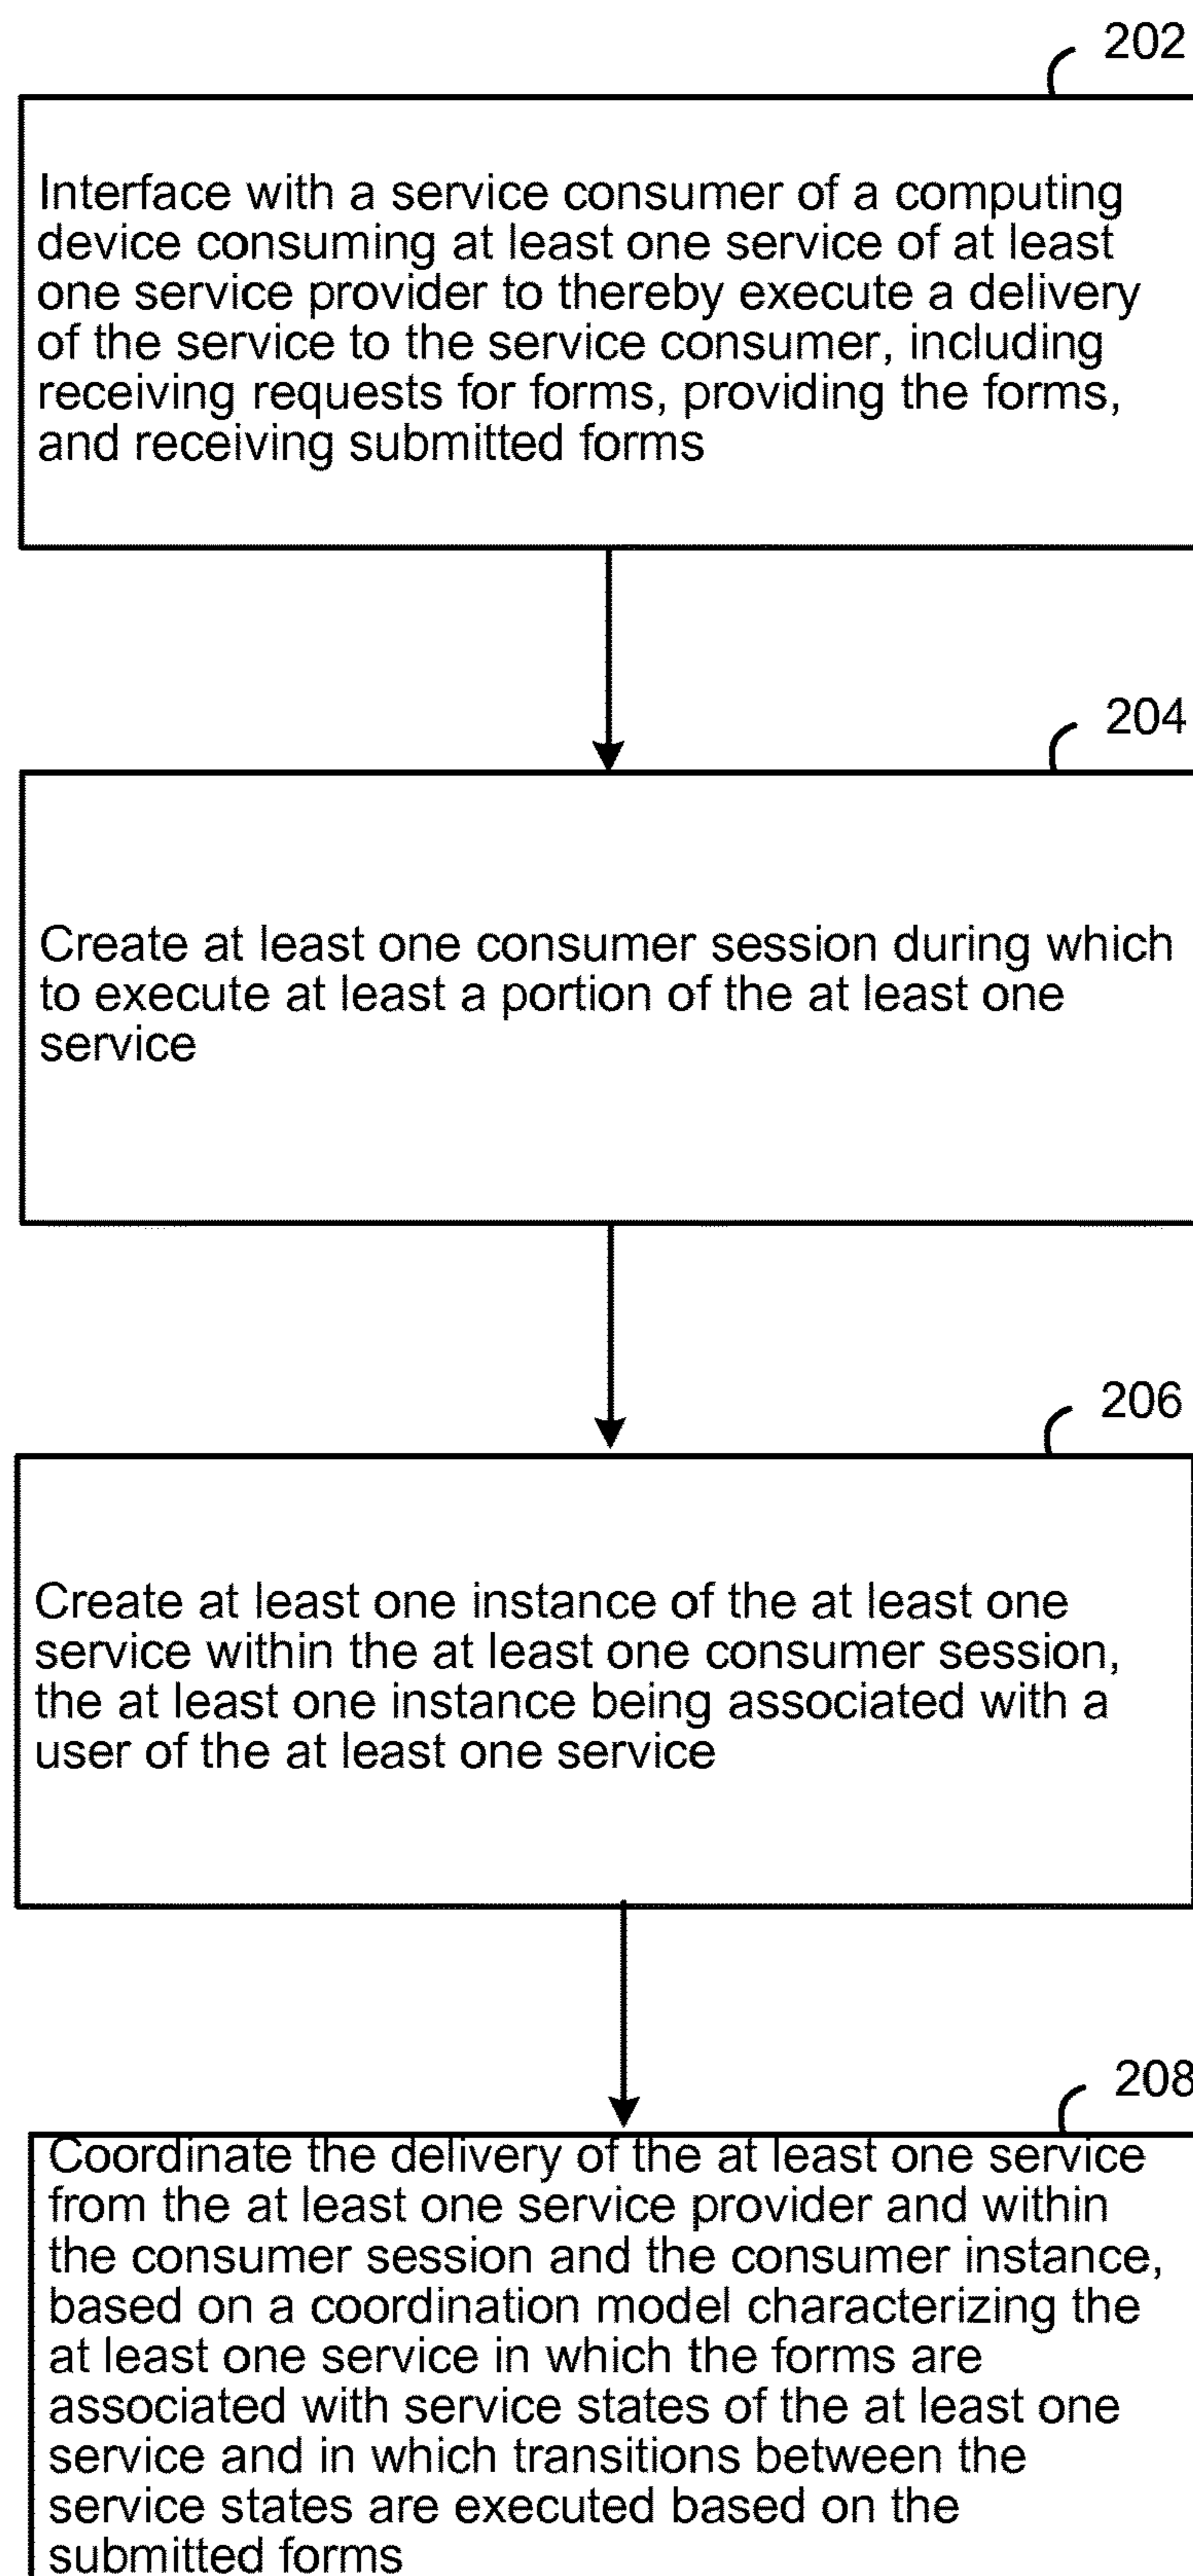 202
Interface with a service consumer of a computing
device consuming at least one service of at least
one service provider to thereby execute a delivery
of the service to the service consumer, including
receiving requests for forms, providing the forms,
and receiving submitted forms
204
Create at least one consumer session during which
to execute at least a portion of the at least one
service
206
Create at least one instance of the at least one
service within the at least one consumer session,
the at least one instance being associated with a
user of the at least one service
208
Coordinate the delivery of the at least one service
from the at least one service provider and within
the consumer session and the consumer instance,
based on a coordination model characterizing the
at least one service in which the forms are
associated with service states of the at least one
service and in which transitions between the
service states are executed based on the
submitted forms